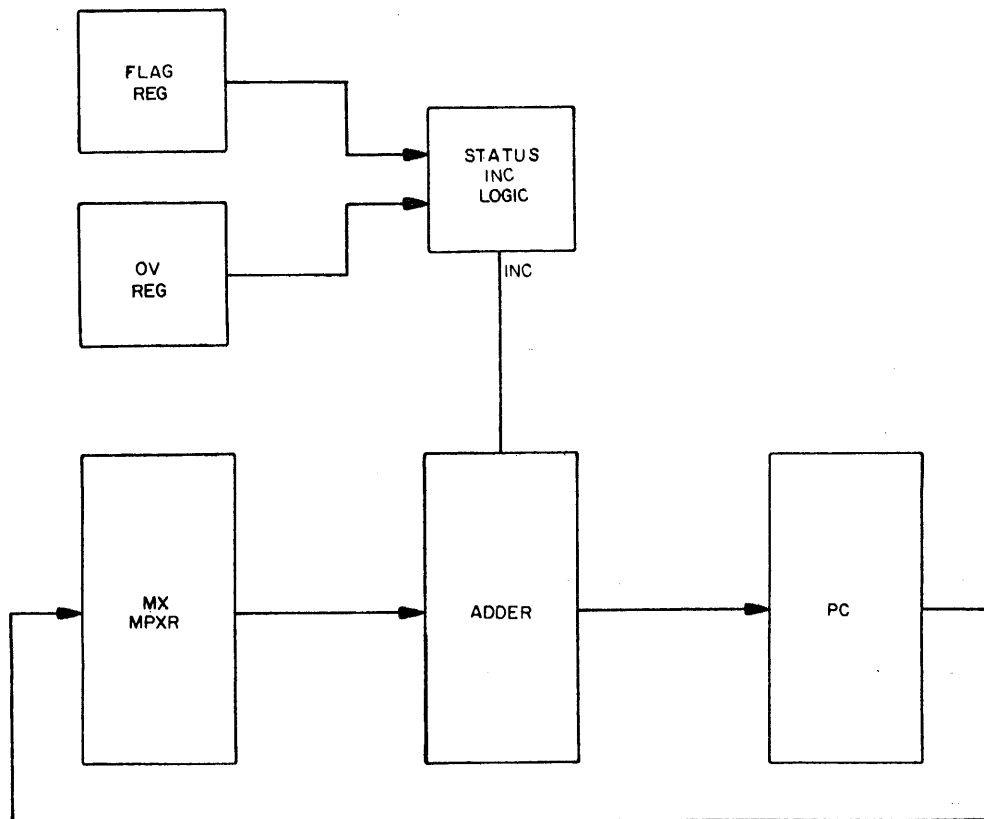 FLAG
REG
STATUS
INC
LOGIC
OV
REG
INC
MX
MPXR
ADDER
PC